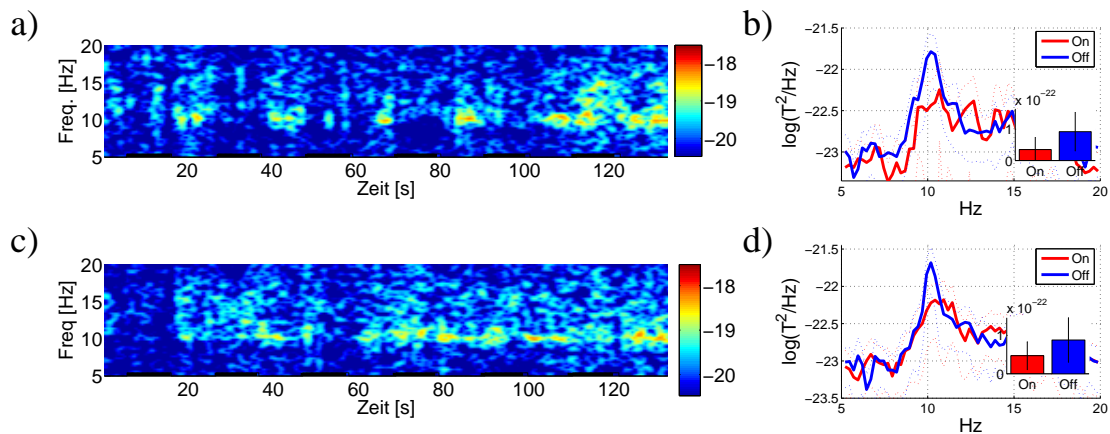 a)
20
15
10
5
Freq. [Hz]
20 40 60 80 100 120
Zeit [s]
−18
−19
−20
b)
−21.5
−22
−22.5
−23
log(T²/Hz)
On
Off
x 10⁻²²
1
0
On Off
5 10 15 20
Hz
c)
20
15
10
5
Freq [Hz]
20 40 60 80 100 120
Zeit [s]
−18
−19
−20
d)
−21.5
−22
−22.5
−23
−23.5
log(T²/Hz)
On
Off
x 10⁻²²
1
0
On Off
5 10 15 20
Hz